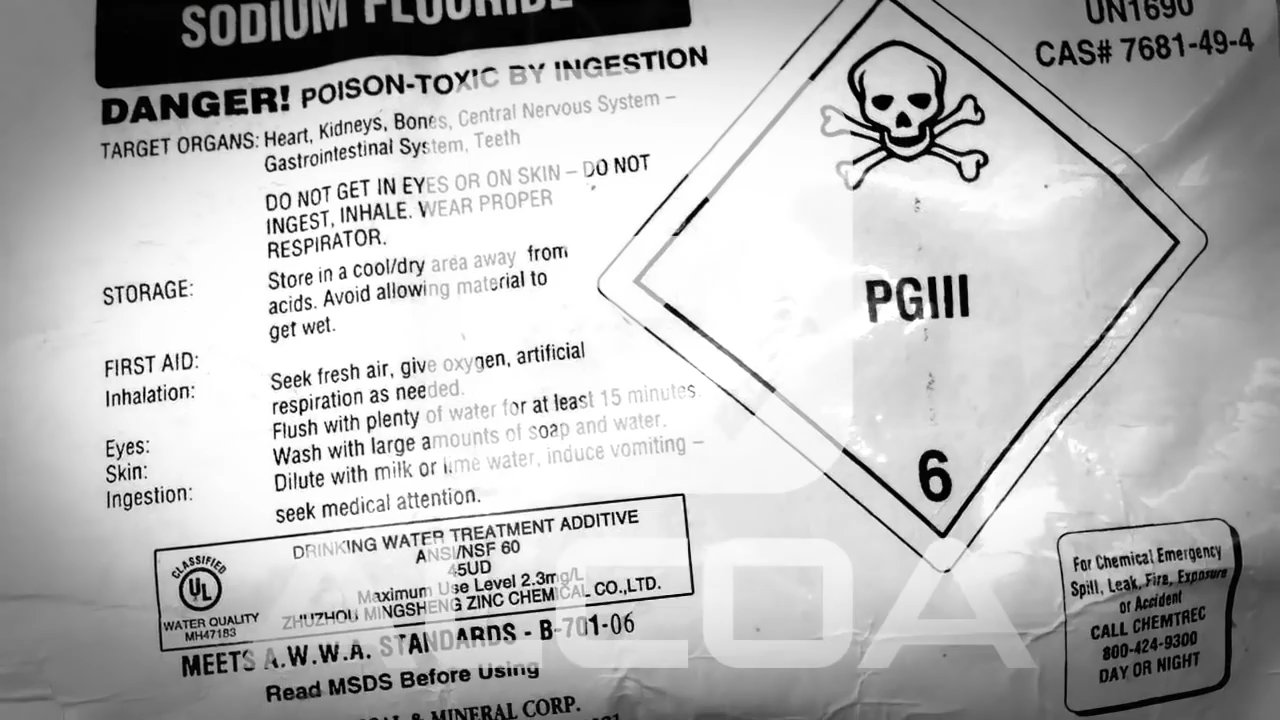 SODIUM FLUORIDE
UN1690
CAS# 7681-49-4
DANGER! POISON-TOXIC BY INGESTION
TARGET ORGANS: Heart, Kidneys, Bones, Central Nervous System –
Gastrointestinal System, Teeth
DO NOT GET IN EYES OR ON SKIN – DO NOT
INGEST, INHALE. WEAR PROPER
RESPIRATOR.
STORAGE: Store in a cool/dry area away from
acids. Avoid allowing material to
get wet.
FIRST AID:
Inhalation: Seek fresh air, give oxygen, artificial
respiration as needed.
Eyes: Flush with plenty of water for at least 15 minutes.
Skin: Wash with large amounts of soap and water.
Ingestion: Dilute with milk or lime water, induce vomiting –
seek medical attention.
PGIII
6
CLASSIFIED
UL
WATER QUALITY
MH47183
DRINKING WATER TREATMENT ADDITIVE
ANSI/NSF 60
45UD
Maximum Use Level 2.3mg/L
ZHUZHOU MINGSHENG ZINC CHEMICAL CO.,LTD.
MEETS A.W.W.A. STANDARDS - B-701-06
Read MSDS Before Using
& MINERAL CORP.
For Chemical Emergency
Spill, Leak, Fire, Exposure
or Accident
CALL CHEMTREC
800-424-9300
DAY OR NIGHT
ALCOA